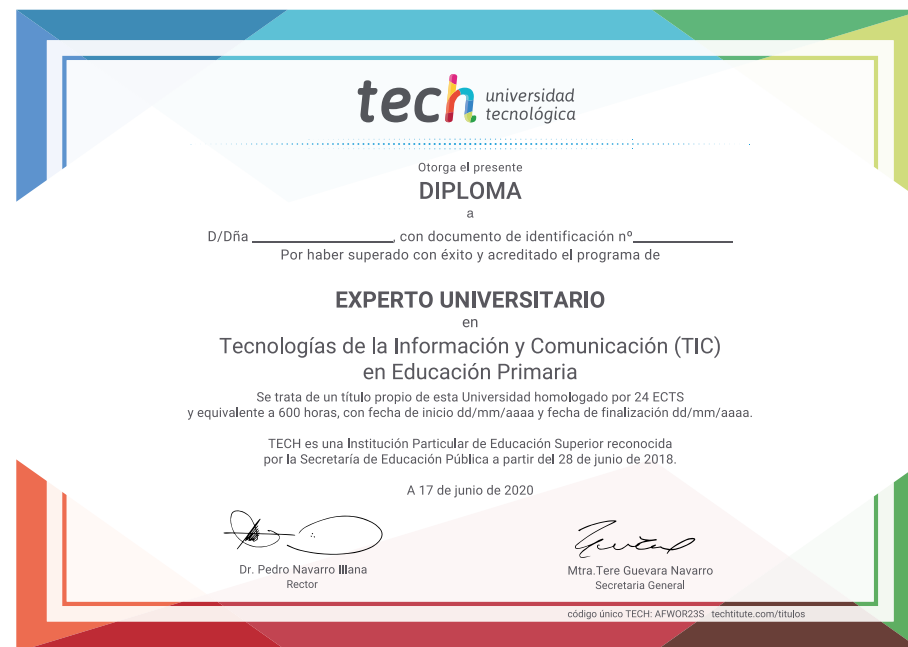 tech universidad
tecnológica
Otorga el presente
DIPLOMA
a
D/Dña ____________, con documento de identificación nº____________
Por haber superado con éxito y acreditado el programa de
EXPERTO UNIVERSITARIO
en
Tecnologías de la Información y Comunicación (TIC)
en Educación Primaria
Se trata de un título propio de esta Universidad homologado por 24 ECTS
y equivalente a 600 horas, con fecha de inicio dd/mm/aaaa y fecha de finalización dd/mm/aaaa.
TECH es una Institución Particular de Educación Superior reconocida
por la Secretaría de Educación Pública a partir del 28 de junio de 2018.
A 17 de junio de 2020
Dr. Pedro Navarro Illana
Rector
Mtra.Tere Guevara Navarro
Secretaria General
código único TECH: AFWOR23S techtitute.com/titulos